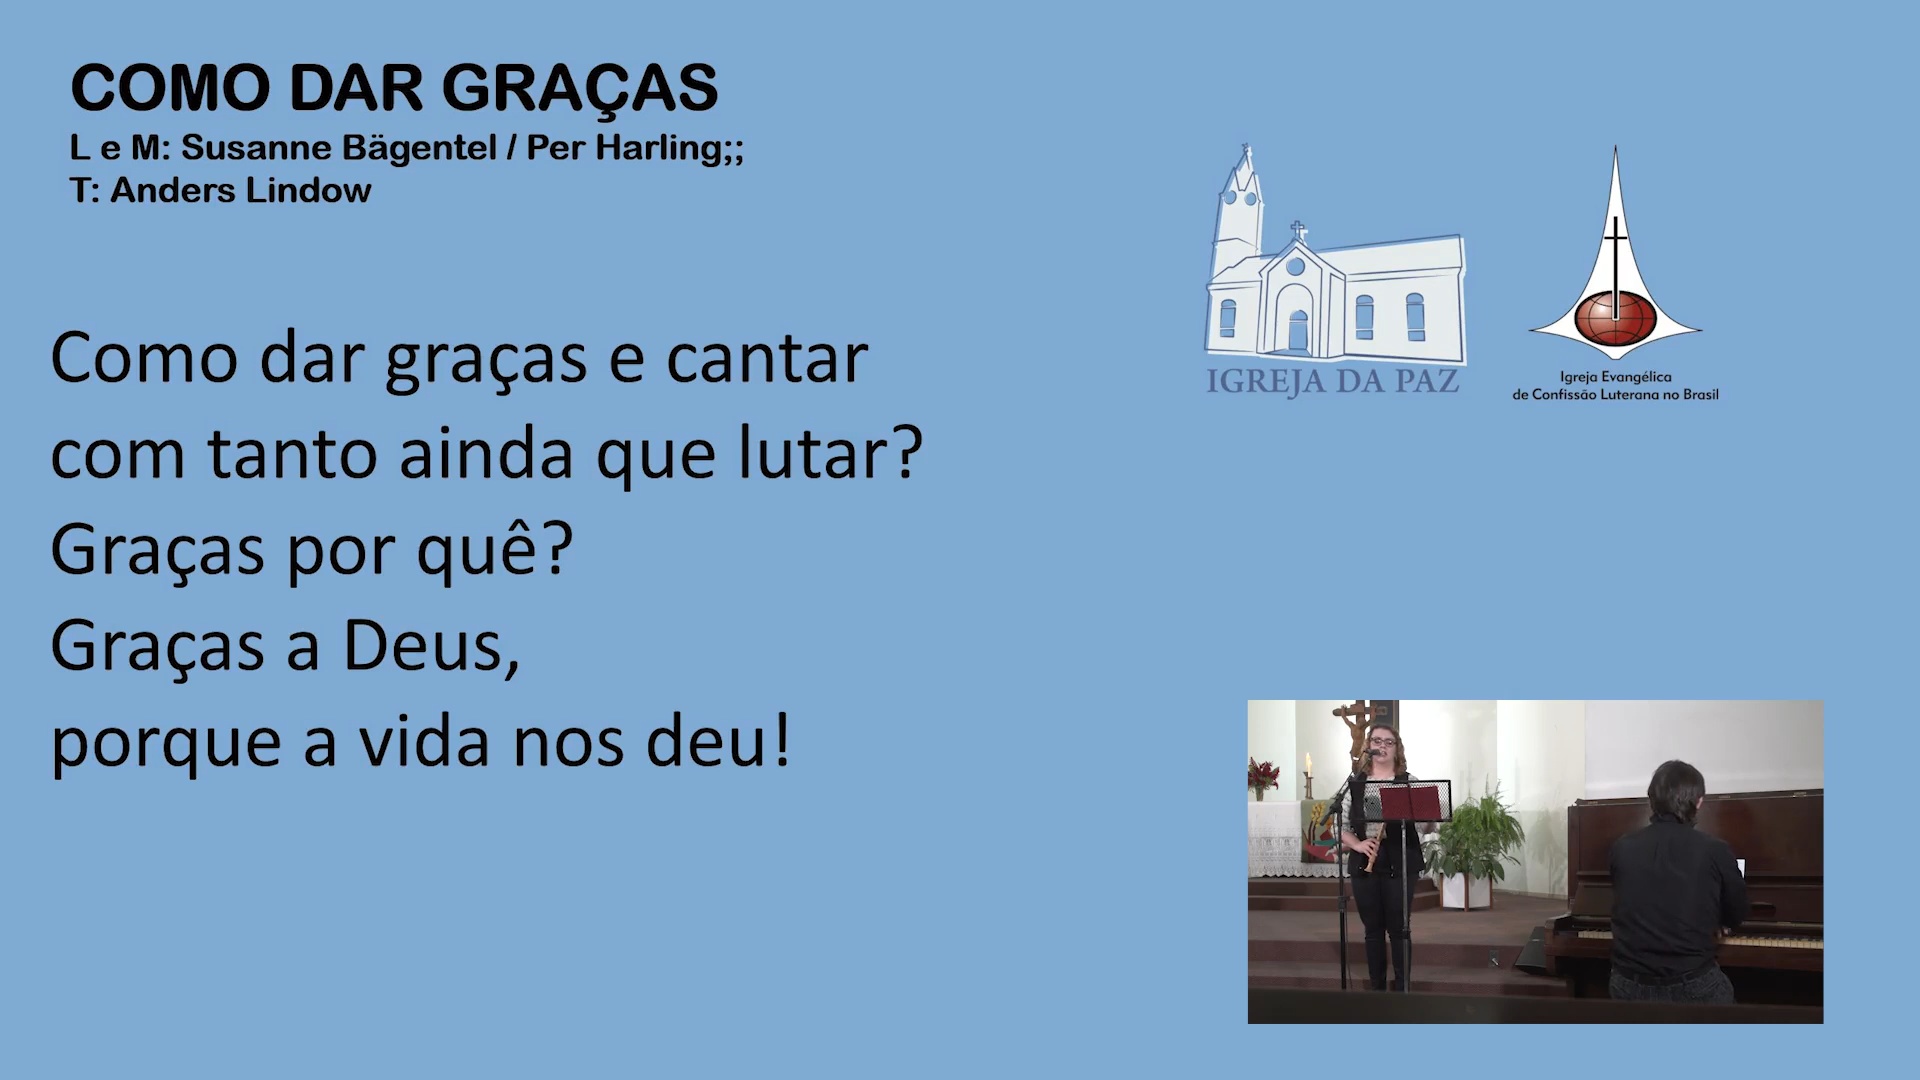 COMO DAR GRAÇAS
L e M: Susanne Bägentel / Per Harling;;
T: Anders Lindow
Como dar graças e cantar
com tanto ainda que lutar?
Graças por quê?
Graças a Deus,
porque a vida nos deu!
IGREJA DA PAZ
Igreja Evangélica
de Confissão Luterana no Brasil